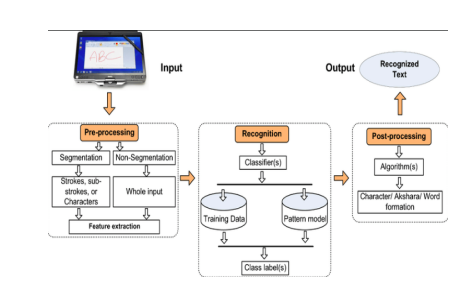 ABC
Input
Output
Recognized
Text
Pre-processing
Segmentation
Non-Segmentation
Strokes, sub-
strokes, or
Characters
Whole input
Feature extraction
Recognition
Classifier(s)
Training Data
Pattern model
Class label(s)
Post-processing
Algorithm(s)
Character/ Akshara/ Word
formation